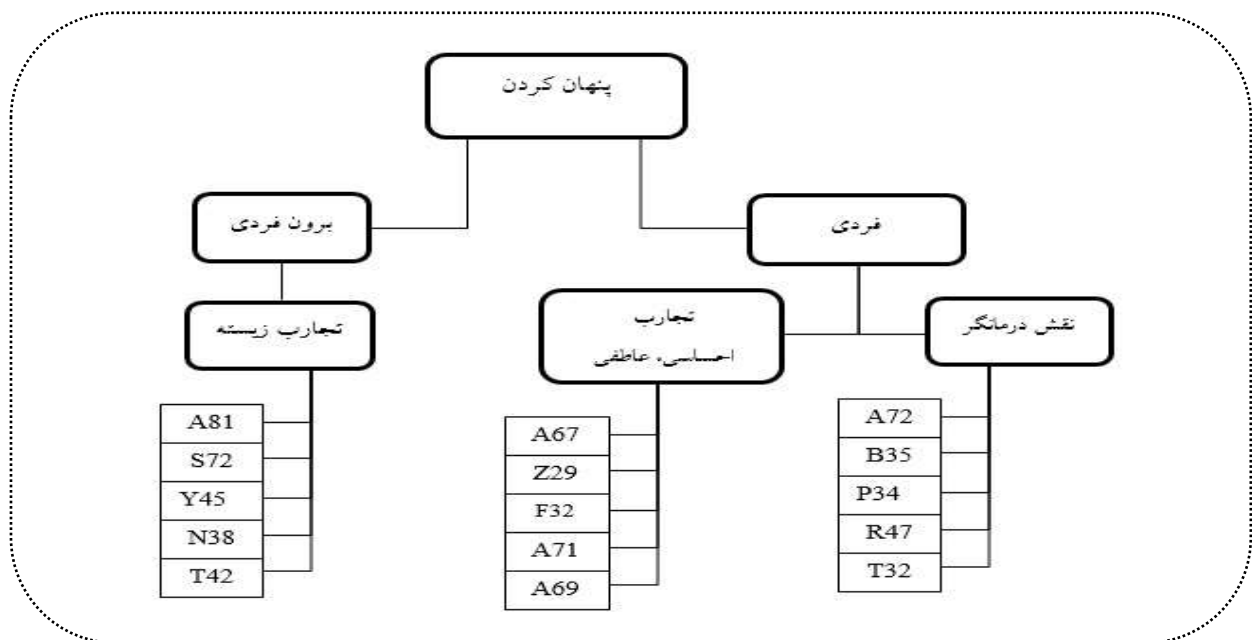 پنهان کردن
فردی
برون فردی
نقش درمانگر
تجارب
احساسی، عاطفی
تجارب زیسته
A72
B35
P34
R47
T32
A67
Z29
F32
A71
A69
A81
S72
Y45
N38
T42